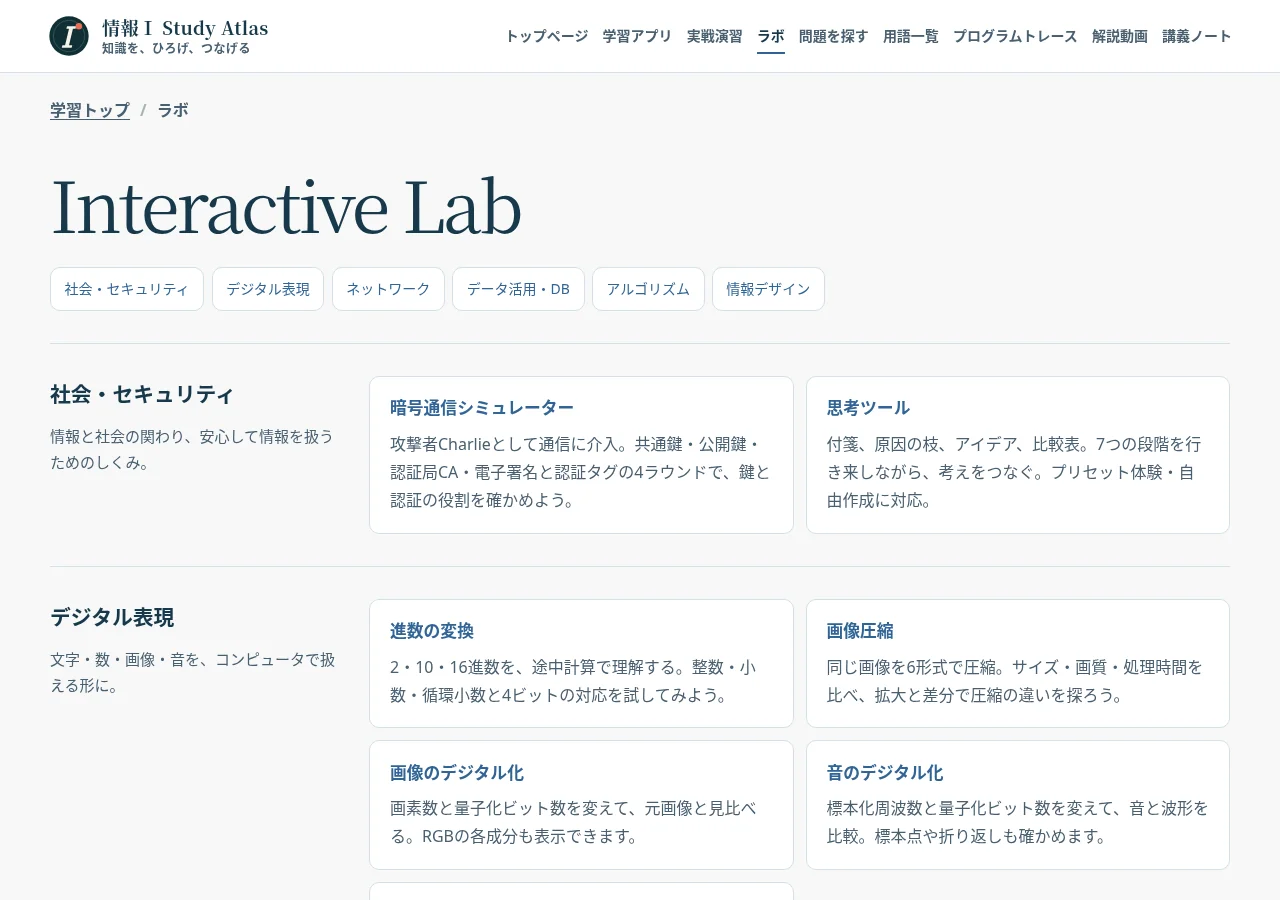 情報Ⅰ Study Atlas
知識を、ひろげ、つなげる
トップページ 学習アプリ 実戦演習 ラボ 問題を探す 用語一覧 プログラムトレース 解説動画 講義ノート
学習トップ / ラボ
Interactive Lab
社会・セキュリティ デジタル表現 ネットワーク データ活用・DB アルゴリズム 情報デザイン
社会・セキュリティ
情報と社会の関わり、安心して情報を扱う
ためのしくみ。
暗号通信シミュレーター
攻撃者Charlieとして通信に介入。共通鍵・公開鍵・
認証局CA・電子署名と認証タグの4ラウンドで、鍵と
認証の役割を確かめよう。
思考ツール
付箋、原因の枝、アイデア、比較表。7つの段階を行
き来しながら、考えをつなぐ。プリセット体験・自
由作成に対応。
デジタル表現
文字・数・画像・音を、コンピュータで扱
える形に。
進数の変換
2・10・16進数を、途中計算で理解する。整数・小
数・循環小数と4ビットの対応を試してみよう。
画像圧縮
同じ画像を6形式で圧縮。サイズ・画質・処理時間を
比べ、拡大と差分で圧縮の違いを探ろう。
画像のデジタル化
画素数と量子化ビット数を変えて、元画像と見比べ
る。RGBの各成分も表示できます。
音のデジタル化
標本化周波数と量子化ビット数を変えて、音と波形を
比較。標本点や折り返しも確かめます。